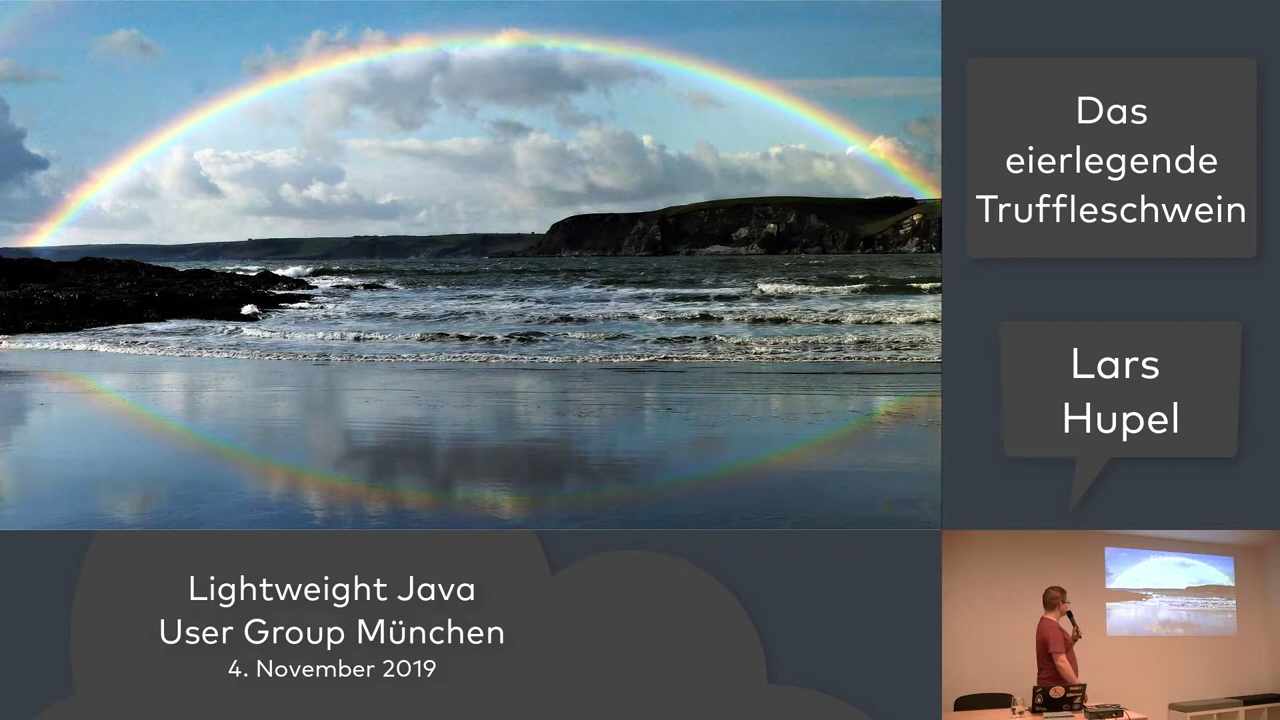 Das
eierlegende
Truffleschwein
Lars
Hupel
Lightweight Java
User Group München
4. November 2019